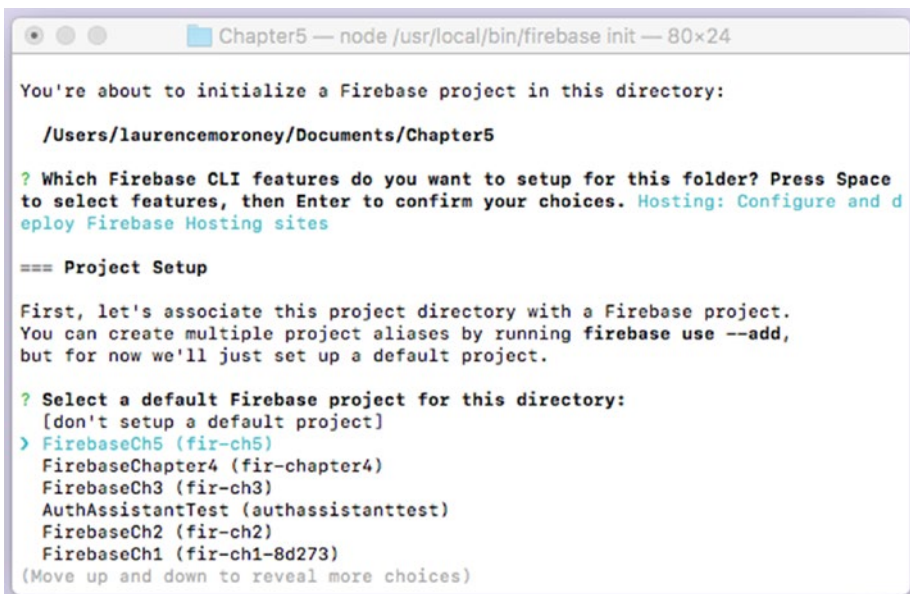 Chapter5 — node /usr/local/bin/firebase init — 80×24
You're about to initialize a Firebase project in this directory:
/Users/laurencemoroney/Documents/Chapter5
? Which Firebase CLI features do you want to setup for this folder? Press Space
to select features, then Enter to confirm your choices. Hosting: Configure and d
eploy Firebase Hosting sites
=== Project Setup
First, let's associate this project directory with a Firebase project.
You can create multiple project aliases by running firebase use --add,
but for now we'll just set up a default project.
? Select a default Firebase project for this directory:
[don't setup a default project]
❯ FirebaseCh5 (fir-ch5)
FirebaseChapter4 (fir-chapter4)
FirebaseCh3 (fir-ch3)
AuthAssistantTest (authassistanttest)
FirebaseCh2 (fir-ch2)
FirebaseCh1 (fir-ch1-8d273)
(Move up and down to reveal more choices)